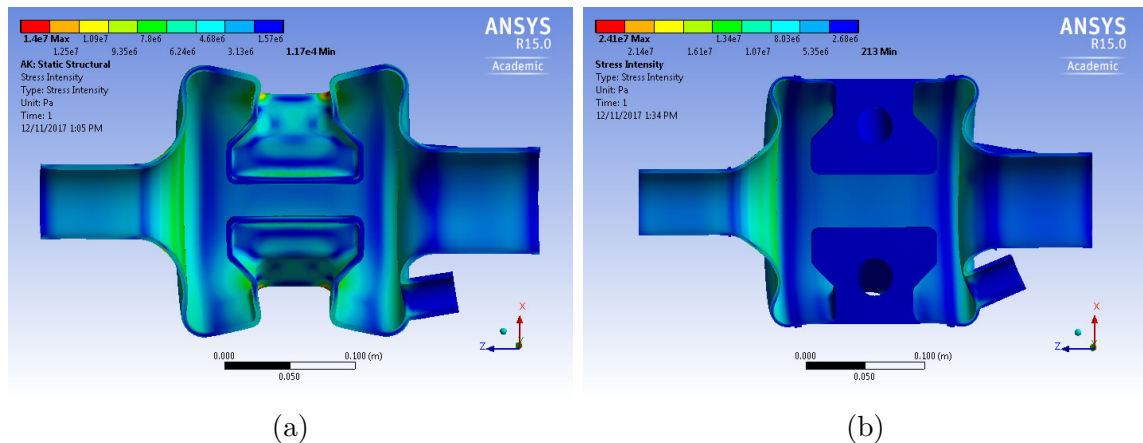 1.4e7 Max 1.09e7 7.8e6 4.68e6 1.57e6
1.25e7 9.35e6 6.24e6 3.13e6 1.17e4 Min
AK: Static Structural
Stress Intensity
Type: Stress Intensity
Unit: Pa
Time: 1
12/11/2017 1:05 PM
ANSYS
R15.0
Academic
X
Z
0.000 0.100 (m)
0.050
(a)
2.41e7 Max 1.34e7 8.03e6 2.68e6
2.14e7 1.61e7 1.07e7 5.35e6 213 Min
Stress Intensity
Type: Stress Intensity
Unit: Pa
Time: 1
12/11/2017 1:34 PM
ANSYS
R15.0
Academic
X
Z
0.000 0.100 (m)
0.050
(b)